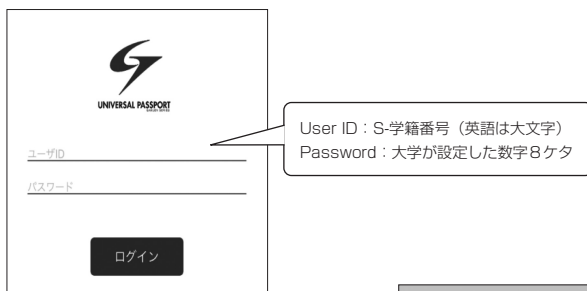 UNIVERSAL PASSPORT
ユーザID
パスワード
ログイン
User ID：S-学籍番号（英語は大文字）
Password：大学が設定した数字8ケタ